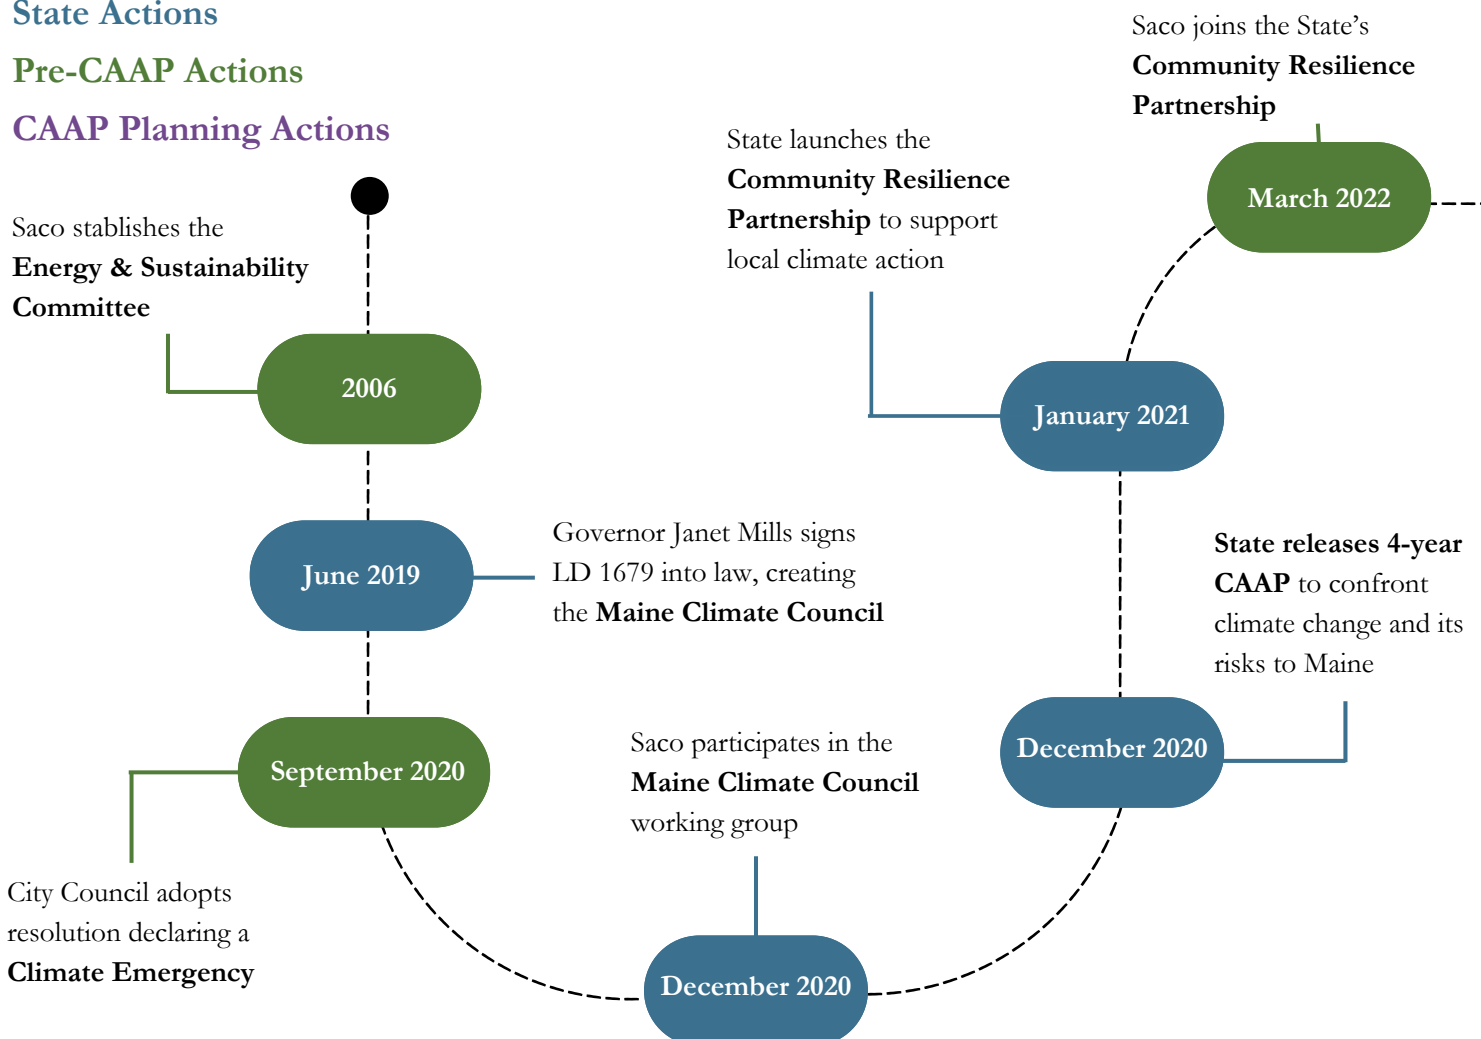 State Actions
Pre-CAAP Actions
CAAP Planning Actions
Saco stablishes the
Energy & Sustainability
Committee
2006
June 2019
Governor Janet Mills signs
LD 1679 into law, creating
the Maine Climate Council
September 2020
City Council adopts
resolution declaring a
Climate Emergency
Saco participates in the
Maine Climate Council
working group
December 2020
State releases 4-year
CAAP to confront
climate change and its
risks to Maine
December 2020
State launches the
Community Resilience
Partnership to support
local climate action
January 2021
Saco joins the State’s
Community Resilience
Partnership
March 2022